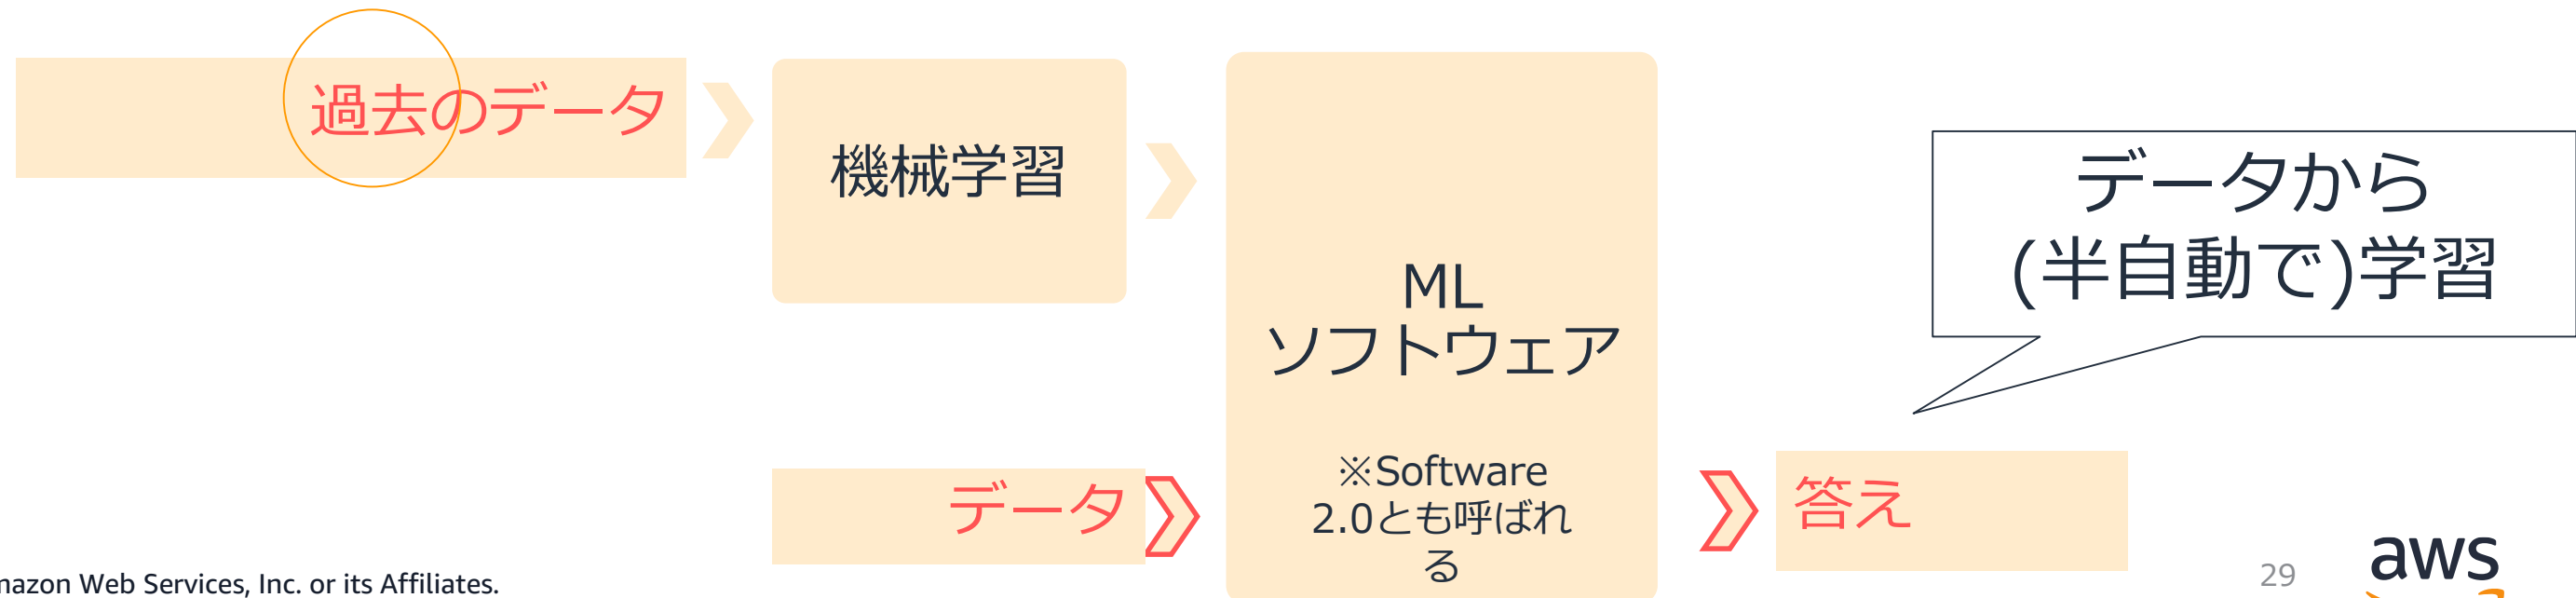 過去のデータ
機械学習
データから
(半自動で)学習
ML
ソフトウェア
※Software
2.0とも呼ばれ
る
データ
答え
mazon Web Services, Inc. or its Affiliates.
29
aws